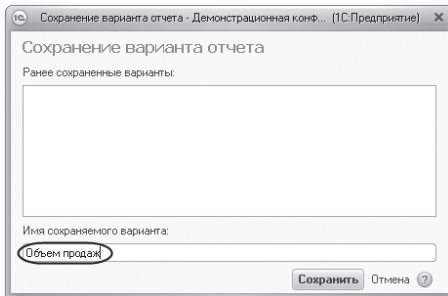 1С Сохранение варианта отчета - Демонстрационная конф... (1С:Предприятие) ×
Сохранение варианта отчета
Ранее сохраненные варианты:
Имя сохраняемого варианта:
Объем продаж
Сохранить Отмена ?